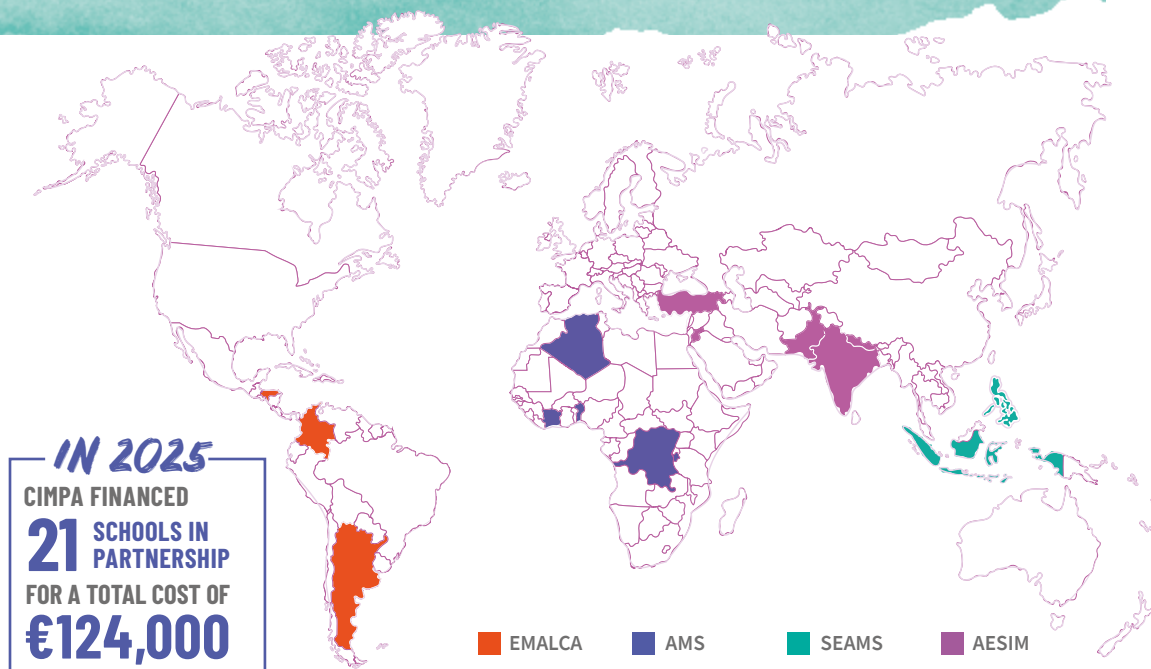 IN 2025
CIMPA FINANCED
21 SCHOOLS IN
PARTNERSHIP
FOR A TOTAL COST OF
€124,000
EMALCA AMS SEAMS AESIM